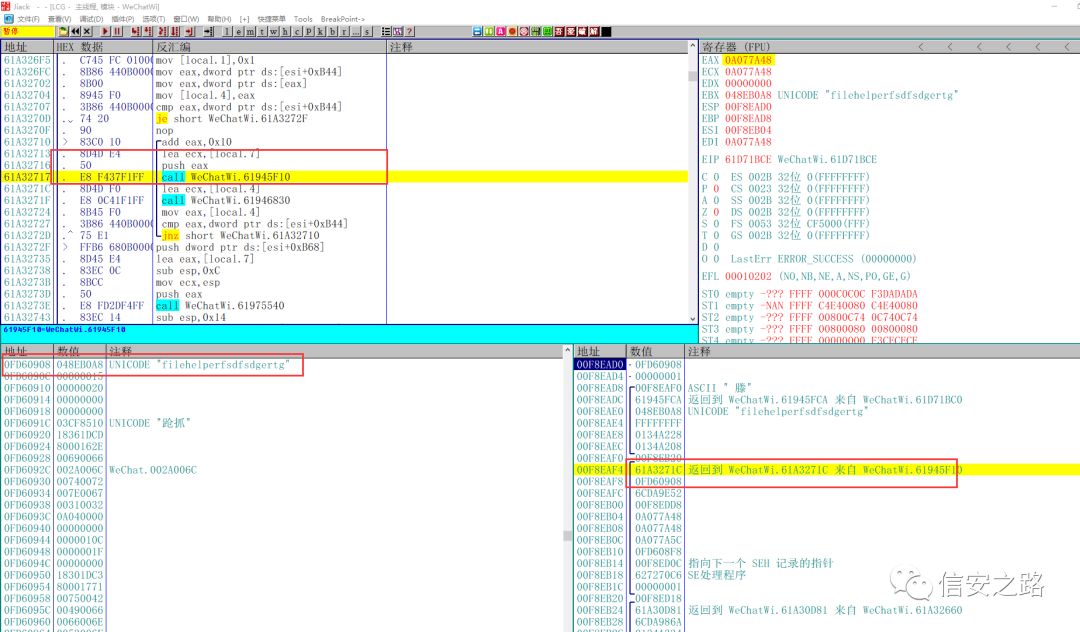 Jiack - - [LCG - 主线程, 模块 - WeChatWi]
文件(F) 查看(V) 调试(D) 插件(P) 选项(T) 窗口(W) 帮助(H) [+] 快捷菜单 Tools BreakPoint->
暂停 l e m t w h c P k b r ... s
地址 HEX 数据 反汇编 注释
61A326F5 . C745 FC 01000 mov [local.1],0x1
61A326FC . 8B86 440B0000 mov eax,dword ptr ds:[esi+0xB44]
61A32702 . 8B00 mov eax,dword ptr ds:[eax]
61A32704 . 8945 F0 mov [local.4],eax
61A32707 . 3B86 440B0000 cmp eax,dword ptr ds:[esi+0xB44]
61A3270D .v 74 20 je short WeChatWi.61A3272F
61A3270F . 90 nop
61A32710 > 83C0 10 add eax,0x10
61A32713 . 8D4D E4 lea ecx,[local.7]
61A32716 . 50 push eax
61A32717 . E8 F437F1FF call WeChatWi.61945F10
61A3271C . 8D4D F0 lea ecx,[local.4]
61A3271F . E8 0C41F1FF call WeChatWi.61946830
61A32724 . 8B45 F0 mov eax,[local.4]
61A32727 . 3B86 440B0000 cmp eax,dword ptr ds:[esi+0xB44]
61A3272D .^ 75 E1 jnz short WeChatWi.61A32710
61A3272F > FFB6 680B0000 push dword ptr ds:[esi+0xB68]
61A32735 . 8D45 E4 lea eax,[local.7]
61A32738 . 83EC 0C sub esp,0xC
61A3273B . 8BCC mov ecx,esp
61A3273D . 50 push eax
61A3273E . E8 FD2DF4FF call WeChatWi.61975540
61A32743 . 83EC 14 sub esp,0x14
61945F10=WeChatWi.61945F10
寄存器 (FPU) < < < < < <
EAX 0A077A48
ECX 0A077A48
EDX 00000000
EBX 048EB0A8 UNICODE "filehelperfsdfsdgertg"
ESP 00F8EAD0
EBP 00F8EAD8
ESI 00F8EB04
EDI 0A077A48
EIP 61D71BCE WeChatWi.61D71BCE
C 0 ES 002B 32位 0(FFFFFFFF)
P 0 CS 0023 32位 0(FFFFFFFF)
A 0 SS 002B 32位 0(FFFFFFFF)
Z 0 DS 002B 32位 0(FFFFFFFF)
S 0 FS 0053 32位 CF5000(FFF)
T 0 GS 002B 32位 0(FFFFFFFF)
D 0
O 0 LastErr ERROR_SUCCESS (00000000)
EFL 00010202 (NO,NB,NE,A,NS,PO,GE,G)
ST0 empty -??? FFFF 000C0C0C F3DADADA
ST1 empty -NAN FFFF C4E40080 C4E40080
ST2 empty -??? FFFF 00800C74 0C740C74
ST3 empty -??? FFFF 00800080 00800080
地址 数值 注释
0FD60908 048EB0A8 UNICODE "filehelperfsdfsdgertg"
0FD6090C 00000015
0FD60910 00000020
0FD60914 00000000
0FD60918 00000000
0FD6091C 03CF8510 UNICODE "跄抓"
0FD60920 18361DCD
0FD60924 8000162E
0FD60928 00690066
0FD6092C 002A006C WeChat.002A006C
0FD60930 00740072
0FD60934 007E0067
0FD60938 00310032
0FD6093C 0A040000
0FD60940 00000000
0FD60944 0000010C
0FD60948 0000001F
0FD6094C 00000000
0FD60950 18301DC3
0FD60954 80001771
0FD60958 00750042
0FD6095C 00490066
0FD60960 0066006E
地址 数值 注释
00F8EAD0 0FD60908
00F8EAD4 00000001
00F8EAD8 00F8EAF0 ASCII " 滕"
00F8EADC 61945FCA 返回到 WeChatWi.61945FCA 来自 WeChatWi.61D71BC0
00F8EAE0 048EB0A8 UNICODE "filehelperfsdfsdgertg"
00F8EAE4 FFFFFFFF
00F8EAE8 0134A228
00F8EAEC 0134A208
00F8EAF0 00F8EB20
00F8EAF4 61A3271C 返回到 WeChatWi.61A3271C 来自 WeChatWi.61945F10
00F8EAF8 0FD60908
00F8EAFC 6CDA9E52
00F8EB00 00F8EDD8
00F8EB04 0A077A48
00F8EB08 0A077A48
00F8EB0C 0A077A5C
00F8EB10 0FD608F8
00F8EB14 00F8ED0C 指向下一个 SEH 记录的指针
00F8EB18 627270C6 SE处理程序
00F8EB1C 00000001
00F8EB20 00F8ED18
00F8EB24 61A30D81 返回到 WeChatWi.61A30D81 来自 WeChatWi.61A32660
00F8EB28 6CDA986A
信安之路